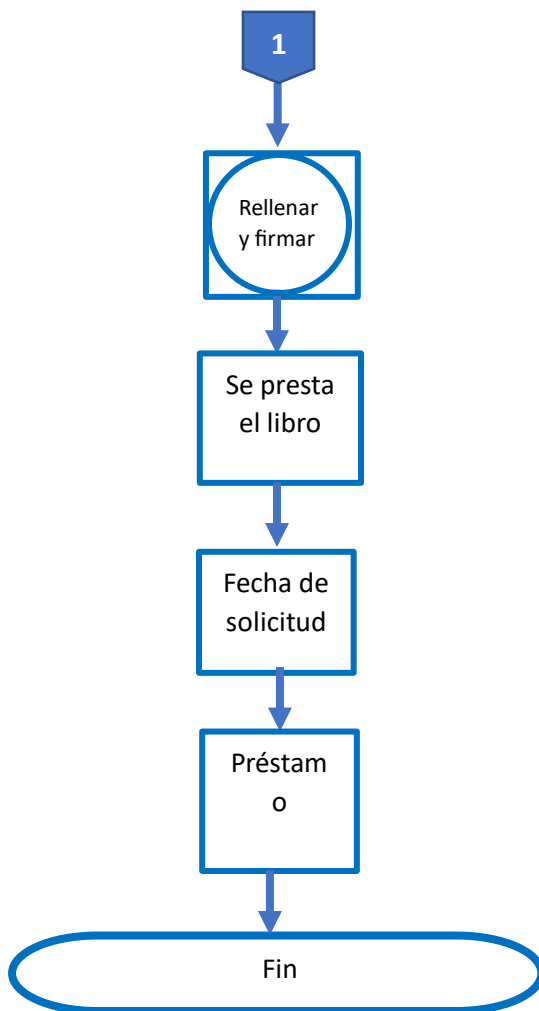 1
Rellenar
y firmar
Se presta
el libro
Fecha de
solicitud
Préstam
o
Fin